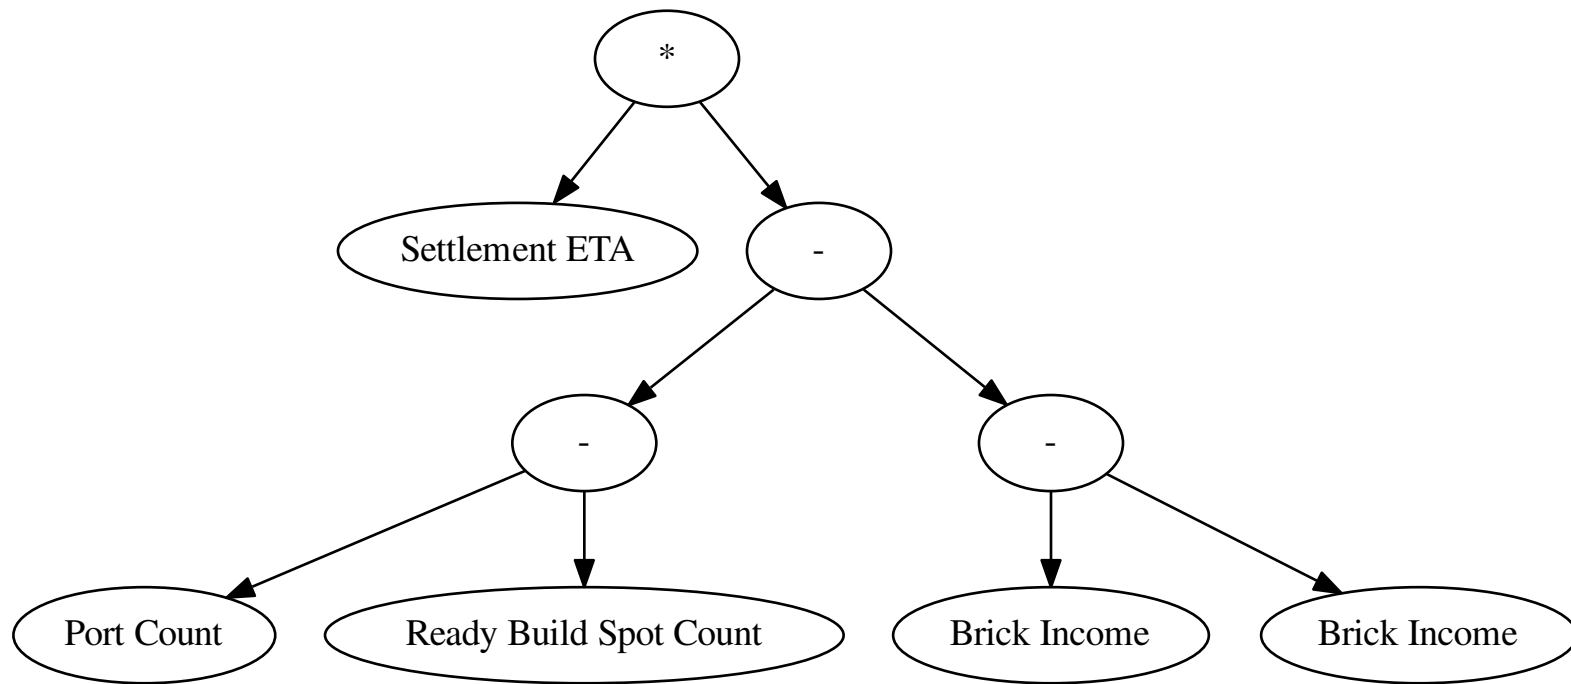 *
Settlement ETA
-
-
-
Port Count
Ready Build Spot Count
Brick Income
Brick Income